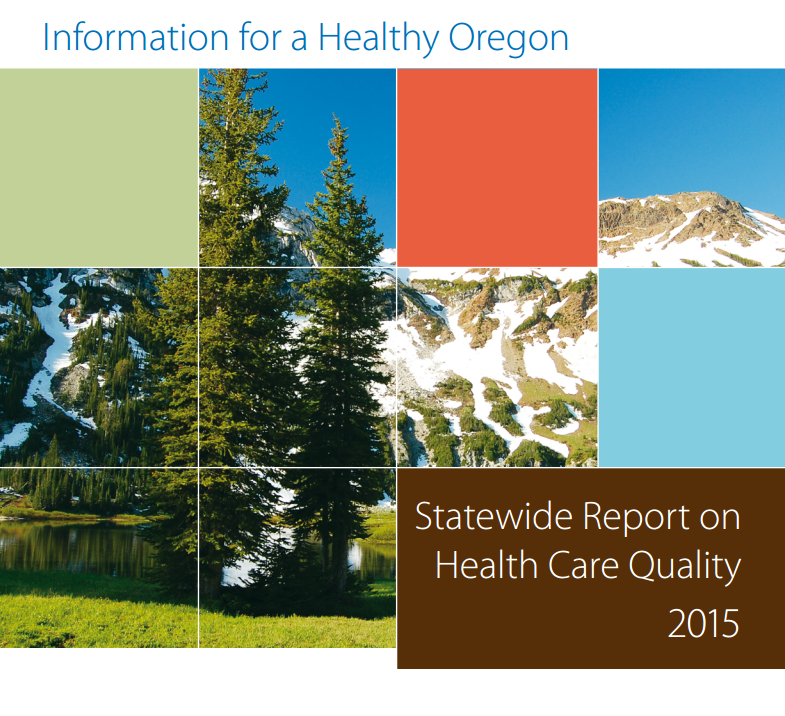 Information for a Healthy Oregon
Statewide Report on
Health Care Quality
2015